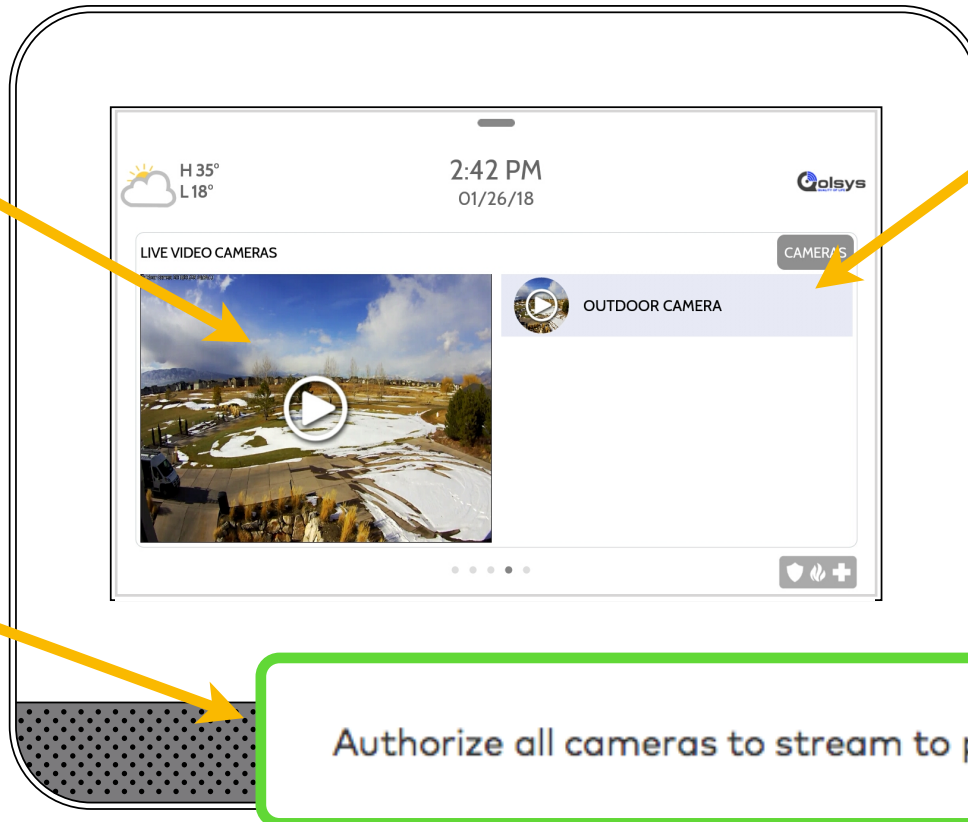 H 35°
L 18°
2:42 PM
01/26/18
Qolsys
LIVE VIDEO CAMERAS
CAMERAS
OUTDOOR CAMERA
Authorize all cameras to stream to p